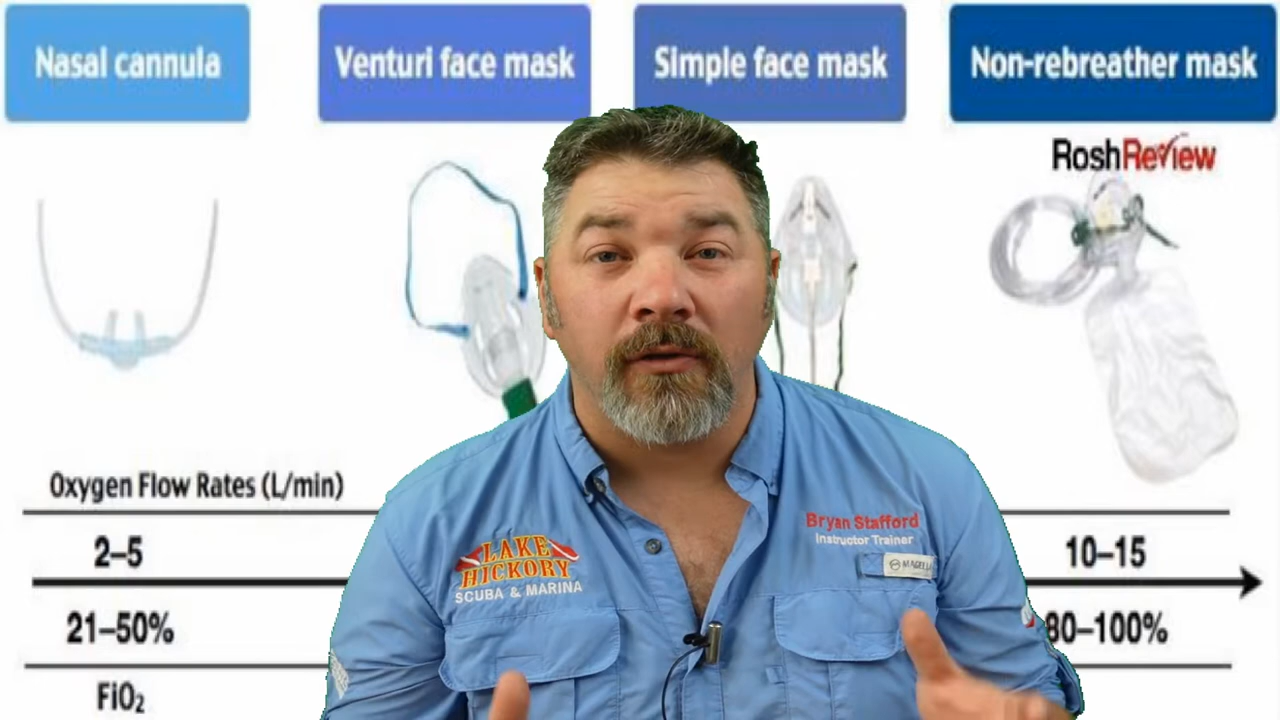 Nasal cannula
Venturi face mask
Simple face mask
Non-rebreather mask
RoshReview
Oxygen Flow Rates (L/min)
2–5
10–15
21–50%
80–100%
FiO₂
LAKE
HICKORY
SCUBA & MARINA
Bryan Stafford
Instructor Trainer